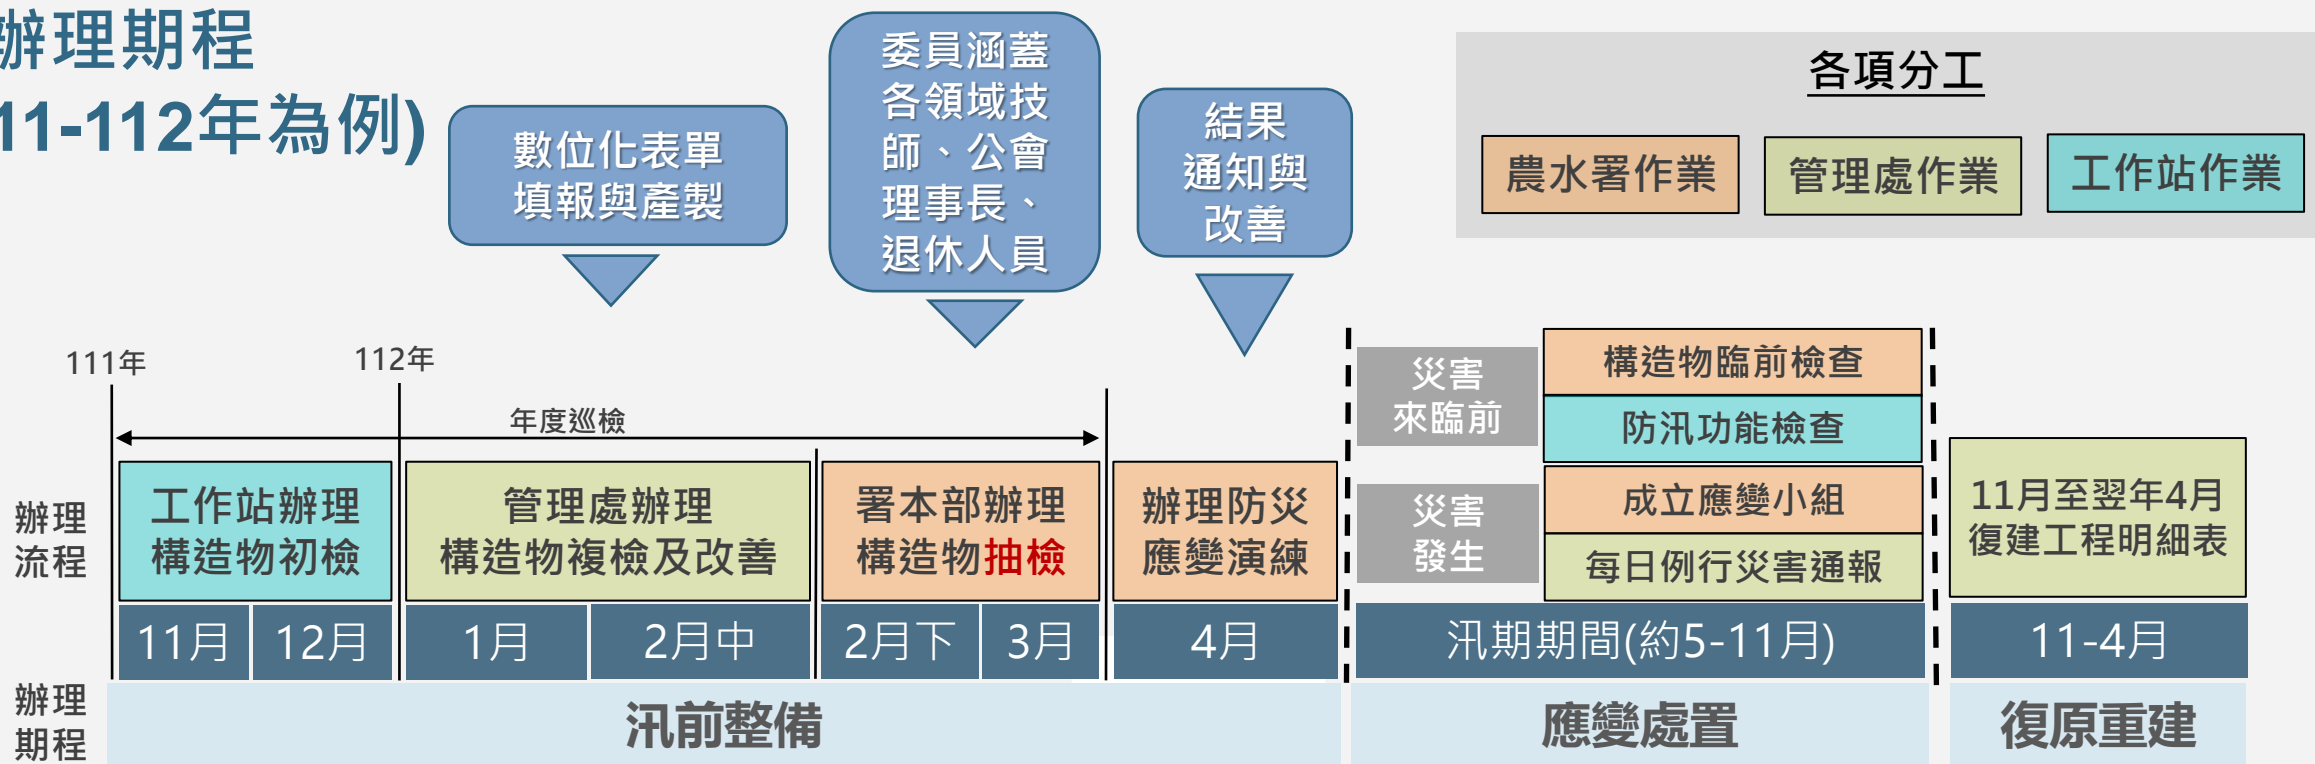 辦理期程
11-112年為例)
數位化表單
填報與產製
委員涵蓋
各領域技
師、公會
理事長、
退休人員
結果
通知與
改善
各項分工
農水署作業
管理處作業
工作站作業
111年
112年
年度巡檢
辦理
流程
工作站辦理
構造物初檢
管理處辦理
構造物複檢及改善
署本部辦理
構造物抽檢
辦理防災
應變演練
災害
來臨前
構造物臨前檢查
防汛功能檢查
災害
發生
成立應變小組
每日例行災害通報
11月至翌年4月
復建工程明細表
11月
12月
1月
2月中
2月下
3月
4月
汛期期間(約5-11月)
11-4月
辦理
期程
汛前整備
應變處置
復原重建